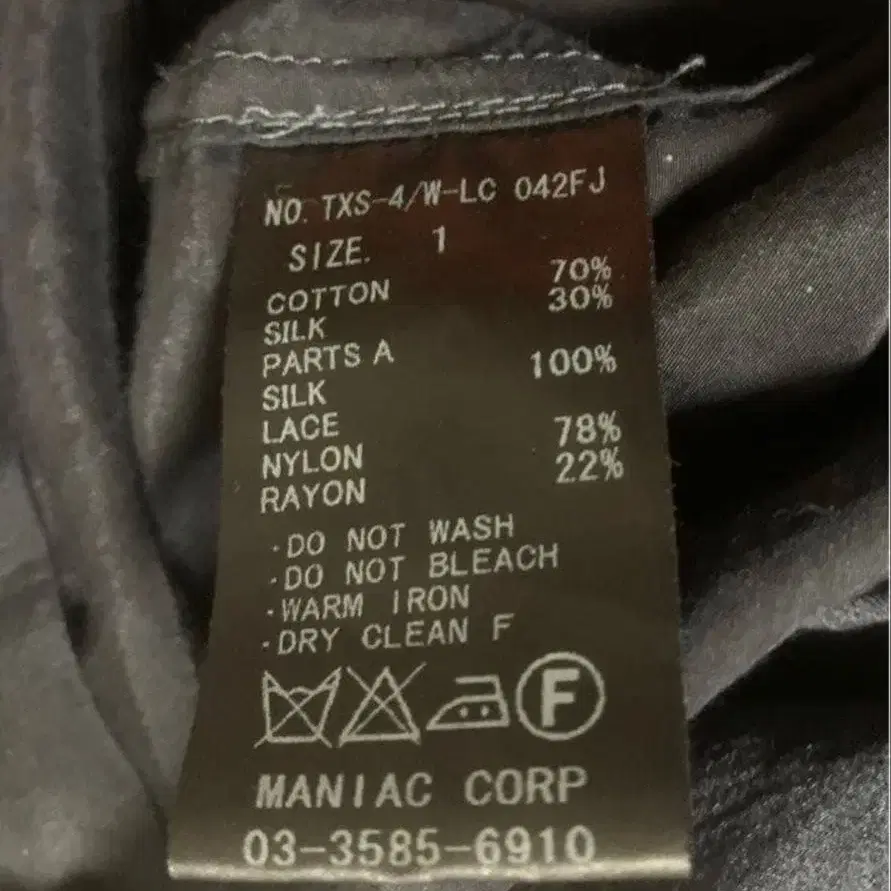 NO. TXS-4/W-LC 042FJ
SIZE. 1
COTTON 70%
SILK 30%
PARTS A
SILK 100%
LACE
NYLON 78%
RAYON 22%
·DO NOT WASH
·DO NOT BLEACH
·WARM IRON
·DRY CLEAN F
F
MANIAC CORP
03-3585-6910